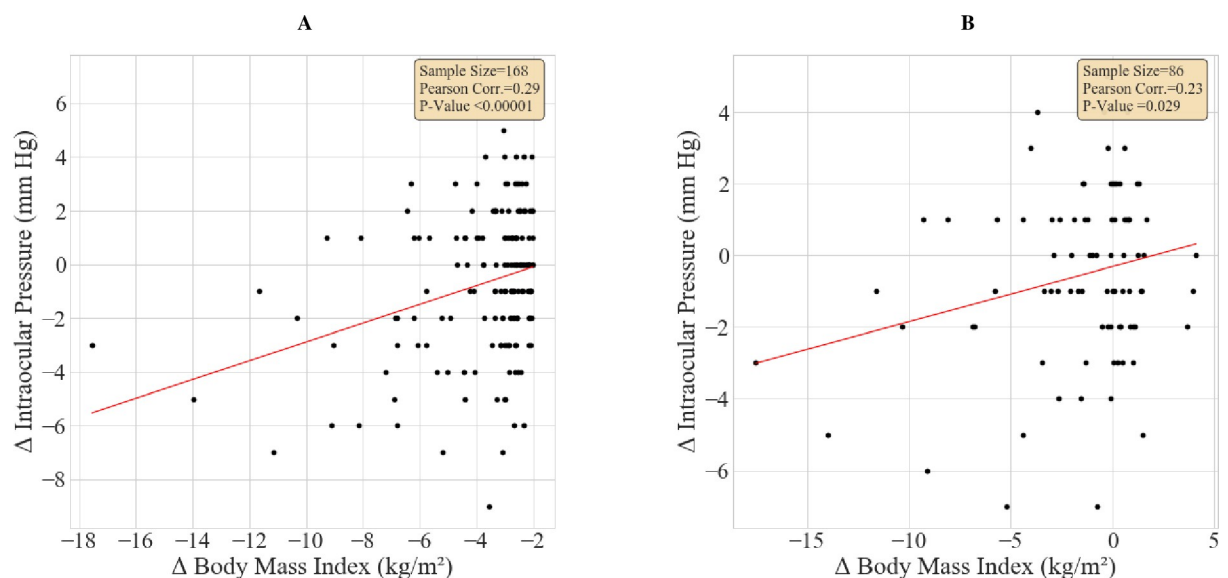 A
Sample Size=168
Pearson Corr.=0.29
P-Value <0.00001
Δ Intraocular Pressure (mm Hg)
6
4
2
0
−2
−4
−6
−8
−18
−16
−14
−12
−10
−8
−6
−4
−2
Δ Body Mass Index (kg/m²)
B
Sample Size=86
Pearson Corr.=0.23
P-Value =0.029
Δ Intraocular Pressure (mm Hg)
4
2
0
−2
−4
−6
−15
−10
−5
0
5
Δ Body Mass Index (kg/m²)